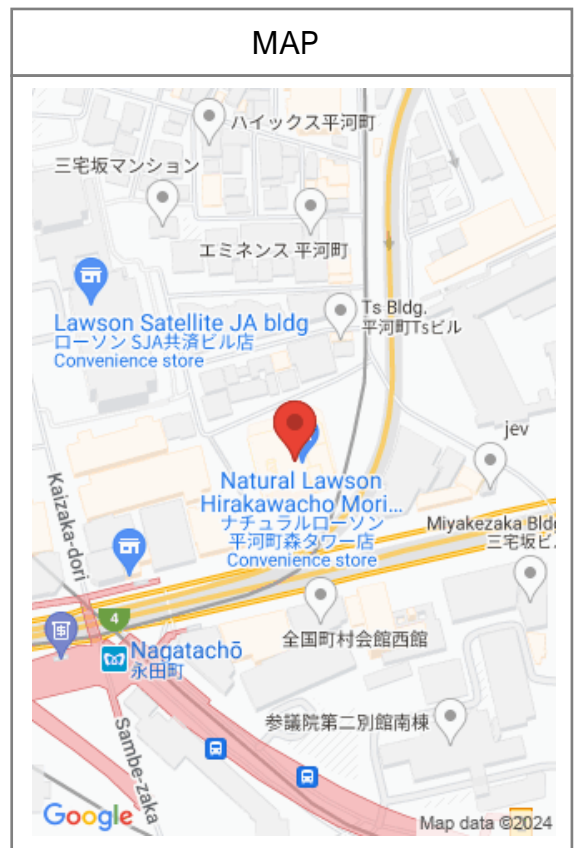 MAP
ハイックス平河町
三宅坂マンション
エミネンス 平河町
Ts Bldg.
平河町Tsビル
Lawson Satellite JA bldg
ローソン SJA共済ビル店
Convenience store
jev
Natural Lawson
Hirakawacho Mori...
ナチュラルローソン
平河町森タワー店
Convenience store
Kaizaka-dori
Miyakezaka Bld
三宅坂ビ
4
全国町村会館西館
Nagatachō
永田町
参議院第二別館南棟
Sambe-zaka
Google
Map data ©2024